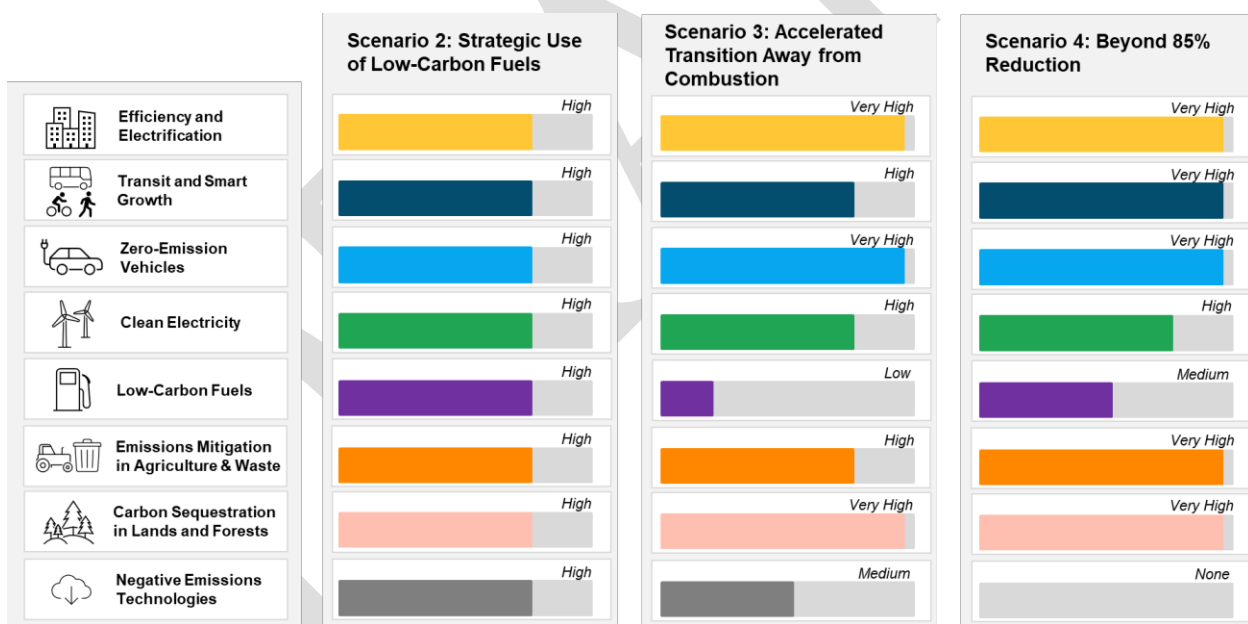 Scenario 2: Strategic Use
of Low-Carbon Fuels
Scenario 3: Accelerated
Transition Away from
Combustion
Scenario 4: Beyond 85%
Reduction
Efficiency and
Electrification
High
Very High
Very High
Transit and Smart
Growth
High
High
Very High
Zero-Emission
Vehicles
High
Very High
Very High
Clean Electricity
High
High
High
Low-Carbon Fuels
High
Low
Medium
Emissions Mitigation
in Agriculture & Waste
High
High
Very High
Carbon Sequestration
in Lands and Forests
High
Very High
Very High
Negative Emissions
Technologies
High
Medium
None